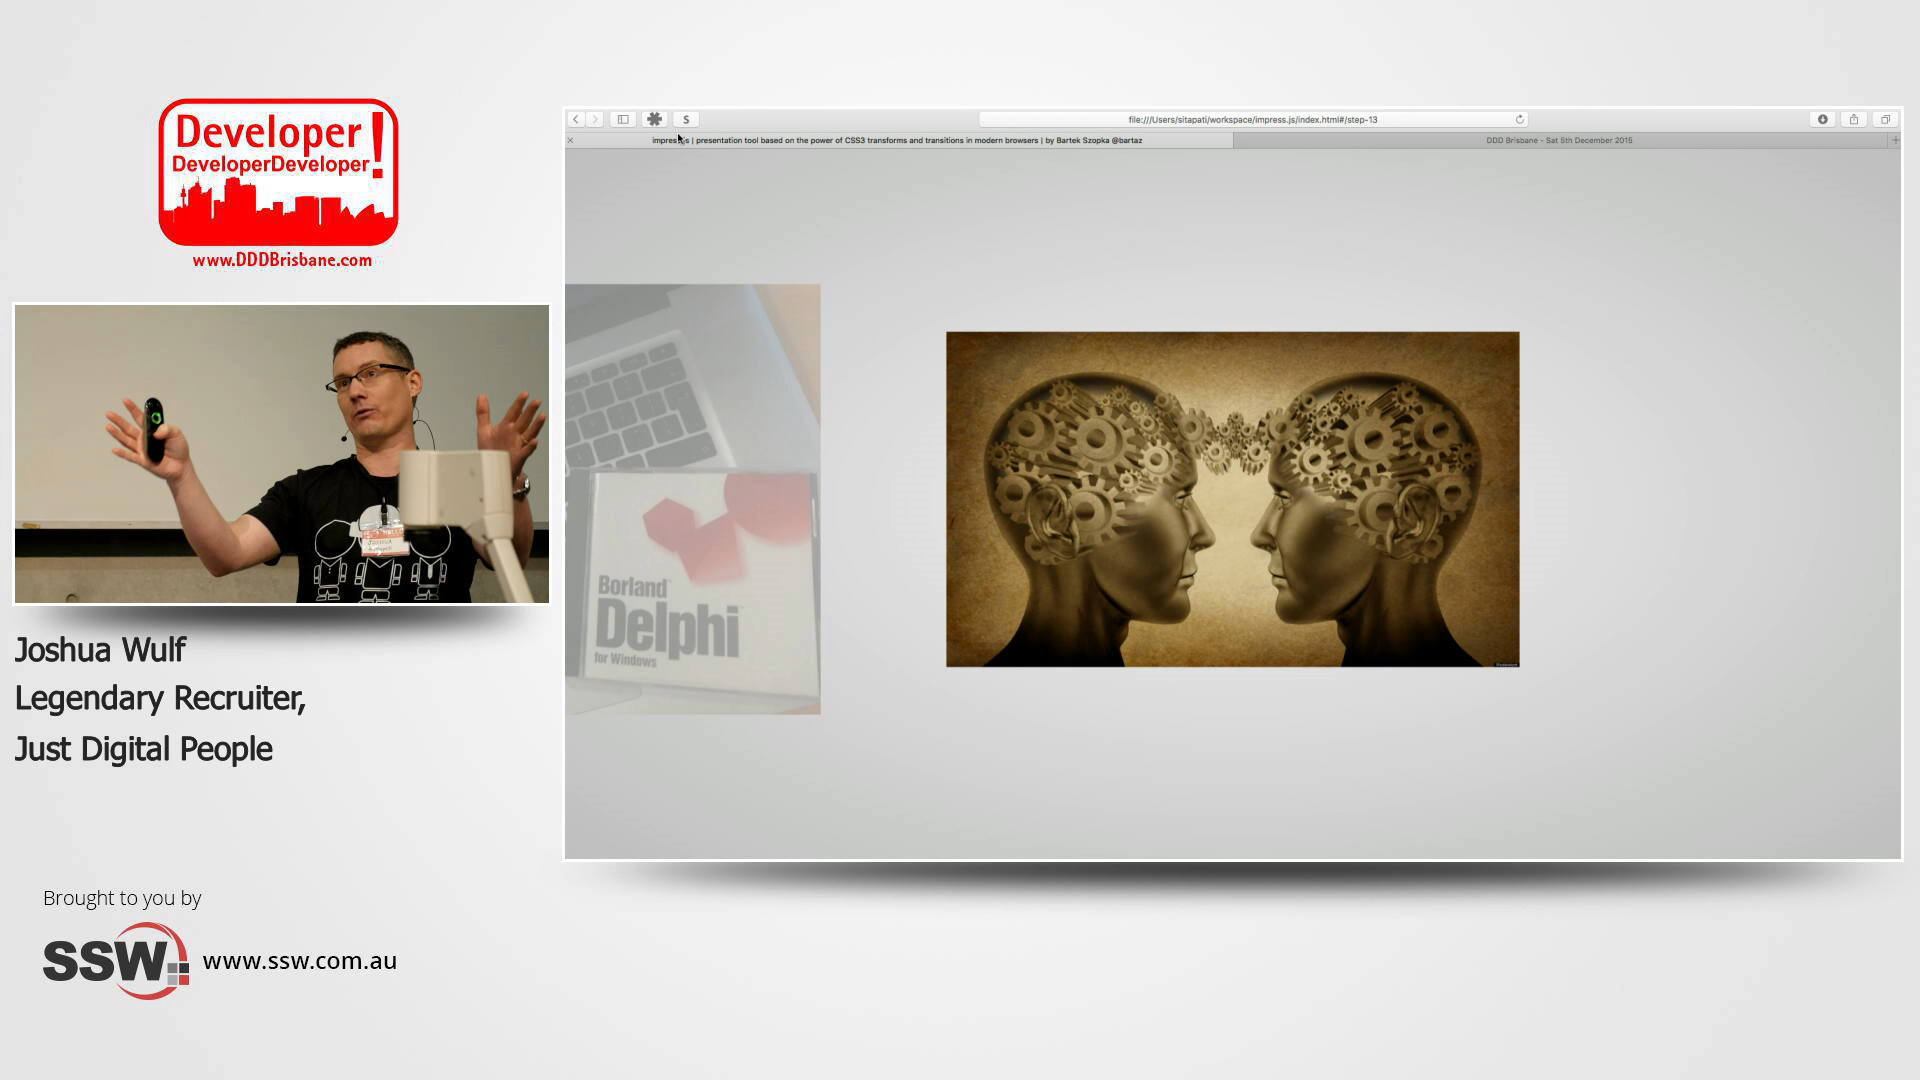 Developer!
DeveloperDeveloper
www.DDDBrisbane.com
S
file:///Users/sitapati/workspace/impress.js/index.html#/step-13
| presentation tool based on the power of CSS3 transforms and transitions in modern browsers | by Bartek Szopka @bartaz
DDD Brisbane - Sat 5th December 2015
Borland
Delphi
for Windows
Joshua Wulf
Legendary Recruiter,
Just Digital People
Brought to you by
SSW
www.ssw.com.au